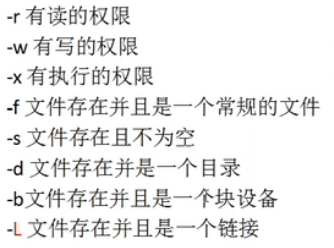 -r 有读的权限
-w 有写的权限
-x 有执行的权限
-f 文件存在并且是一个常规的文件
-s 文件存在且不为空
-d 文件存在并是一个目录
-b文件存在并且是一个块设备
-L 文件存在并且是一个链接